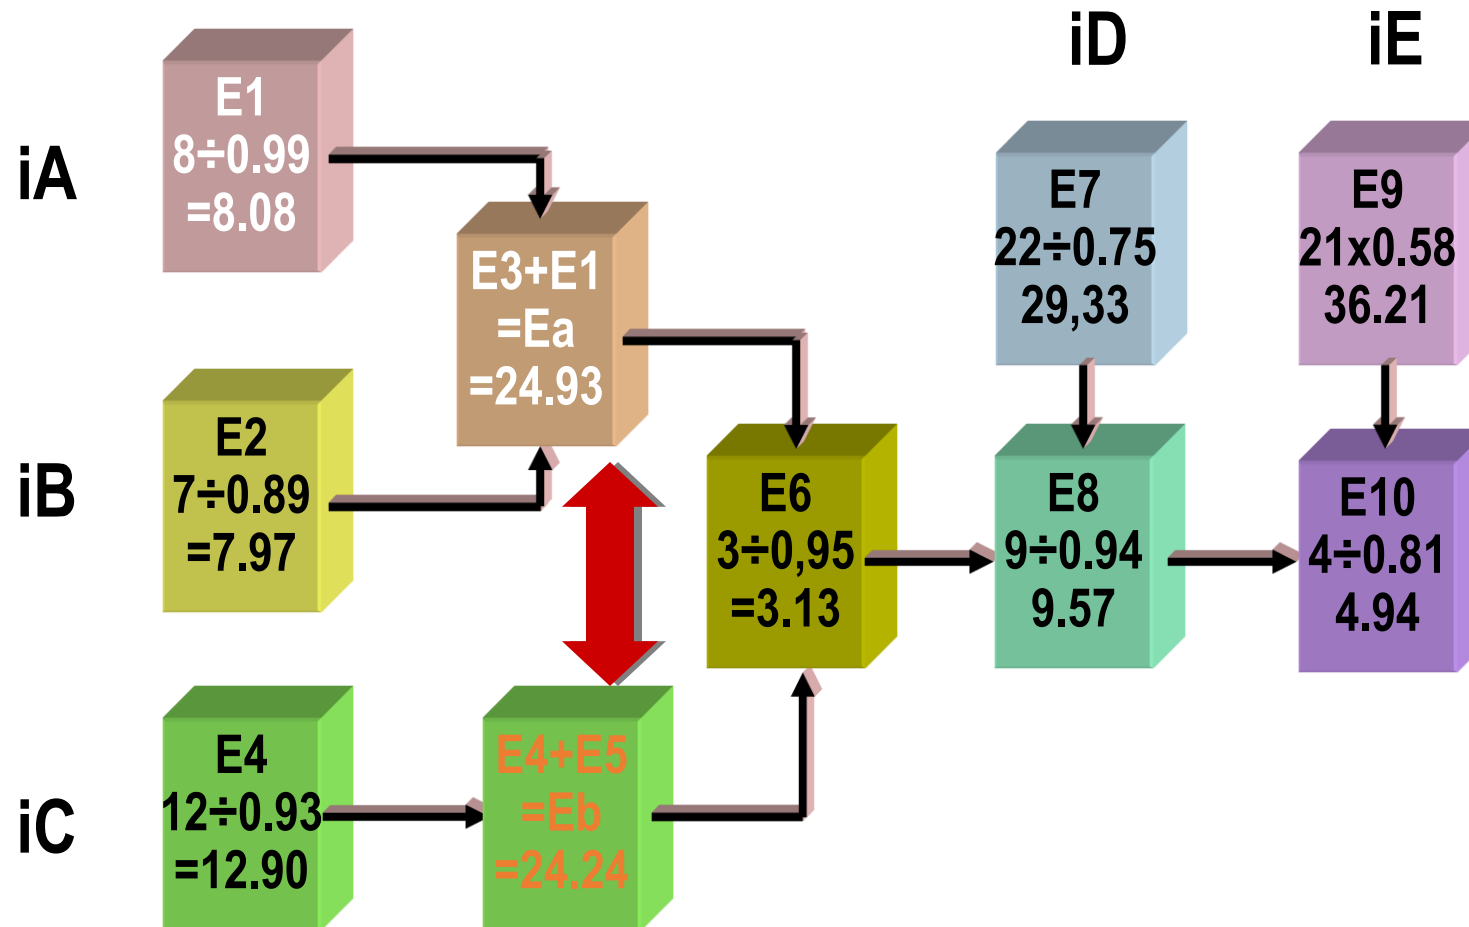 iD
iE
iA
E1
8÷0.99
=8.08
E3+E1
=Ea
=24.93
E7
22÷0.75
29,33
E9
21x0.58
36.21
iB
E2
7÷0.89
=7.97
E6
3÷0,95
=3.13
E8
9÷0.94
9.57
E10
4÷0.81
4.94
iC
E4
12÷0.93
=12.90
E4+E5
=Eb
=24.24